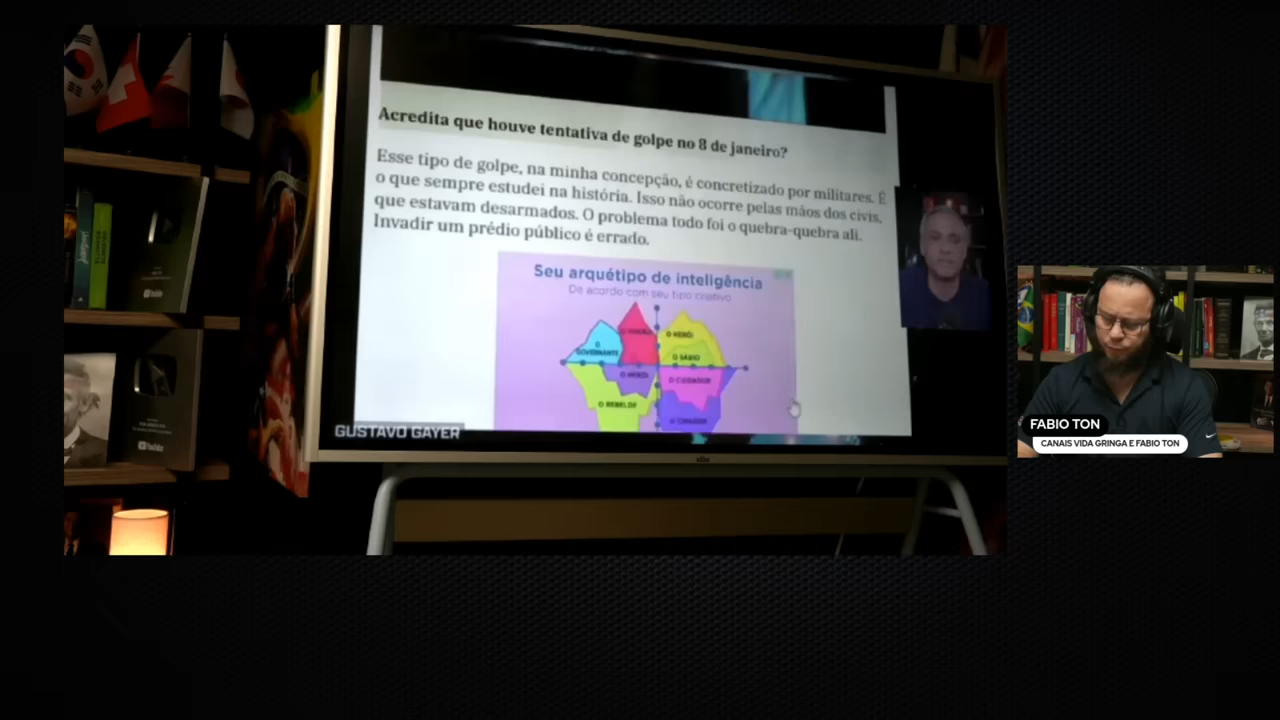 Acredita que houve tentativa de golpe no 8 de janeiro?
Esse tipo de golpe, na minha concepção, é concretizado por militares. É
o que sempre estudei na história. Isso não ocorre pelas mãos dos civis,
que estavam desarmados. O problema todo foi o quebra-quebra ali.
Invadir um prédio público é errado.
Seu arquétipo de inteligência
De acordo com seu tipo criativo
O HERÓI
O
GOVERNANTE
O SÁBIO
O CUIDADOR
O REBELDE
GUSTAVO GAYER
YouTube
YouTube
FABIO TON
CANAIS VIDA GRINGA E FABIO TON